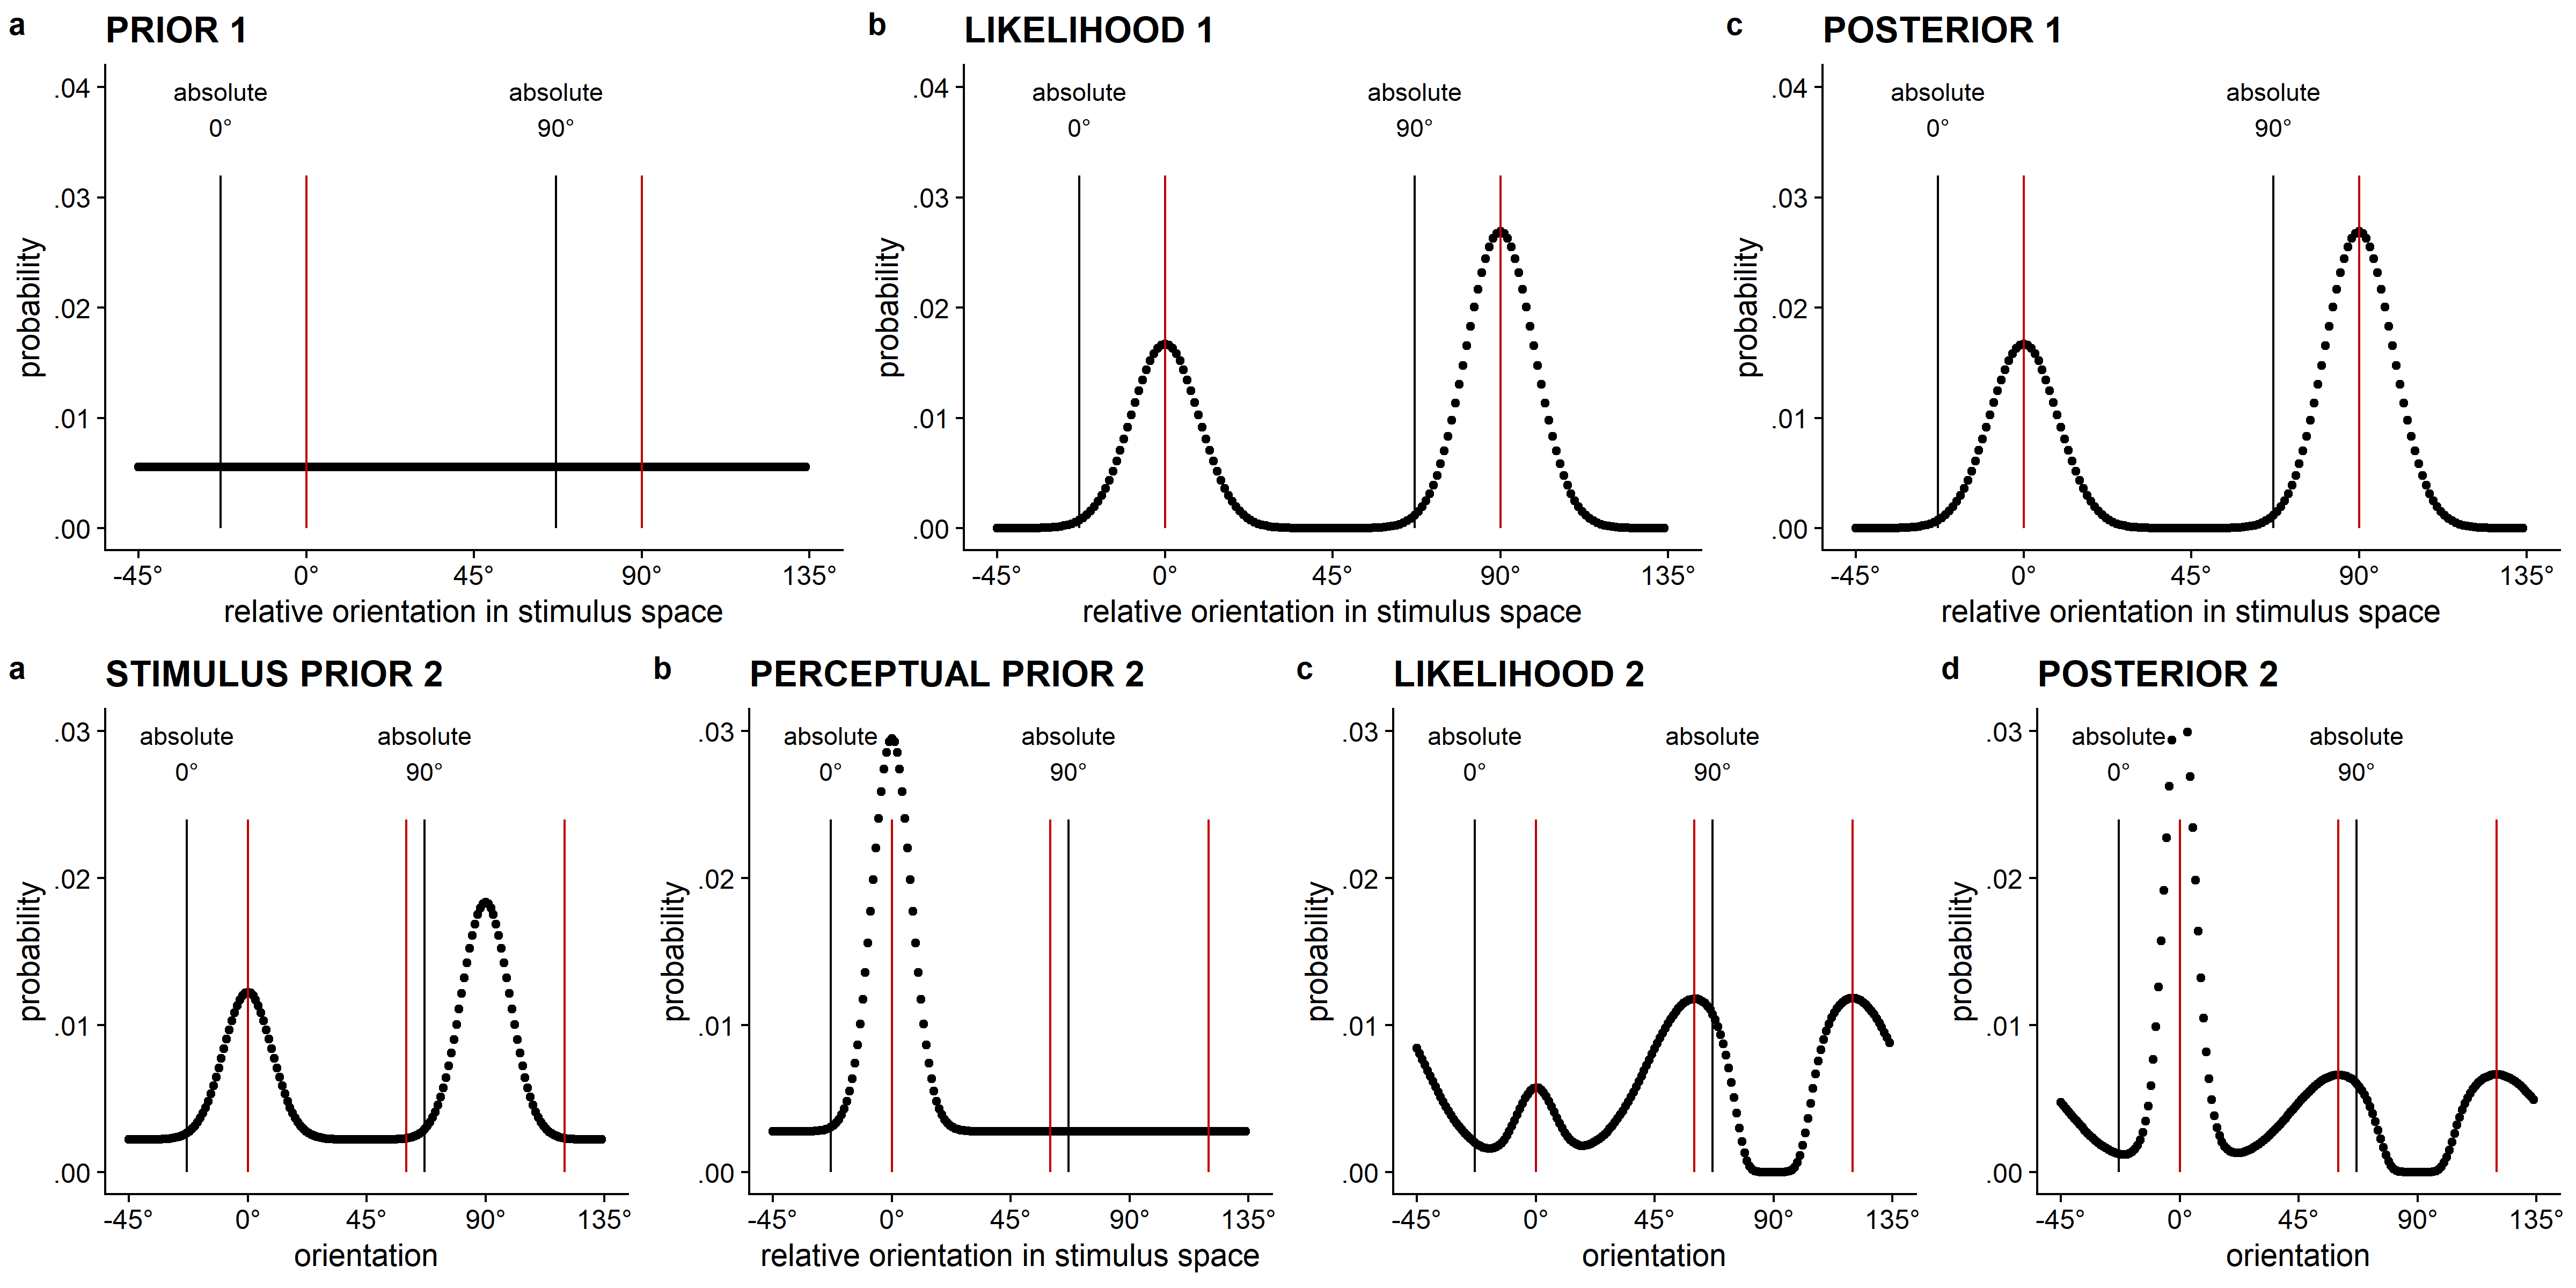 a PRIOR 1
absolute 0°
absolute 90°
.04
.03
.02
.01
.00
probability
-45° 0° 45° 90° 135°
relative orientation in stimulus space
b LIKELIHOOD 1
absolute 0°
absolute 90°
.04
.03
.02
.01
.00
probability
-45° 0° 45° 90° 135°
relative orientation in stimulus space
c POSTERIOR 1
absolute 0°
absolute 90°
.04
.03
.02
.01
.00
probability
-45° 0° 45° 90° 135°
relative orientation in stimulus space
a STIMULUS PRIOR 2
absolute 0°
absolute 90°
.03
.02
.01
.00
probability
-45° 0° 45° 90° 135°
orientation
b PERCEPTUAL PRIOR 2
absolute 0°
absolute 90°
.03
.02
.01
.00
probability
-45° 0° 45° 90° 135°
relative orientation in stimulus space
c LIKELIHOOD 2
absolute 0°
absolute 90°
.03
.02
.01
.00
probability
-45° 0° 45° 90° 135°
orientation
d POSTERIOR 2
absolute 0°
absolute 90°
.03
.02
.01
.00
probability
-45° 0° 45° 90° 135°
orientation